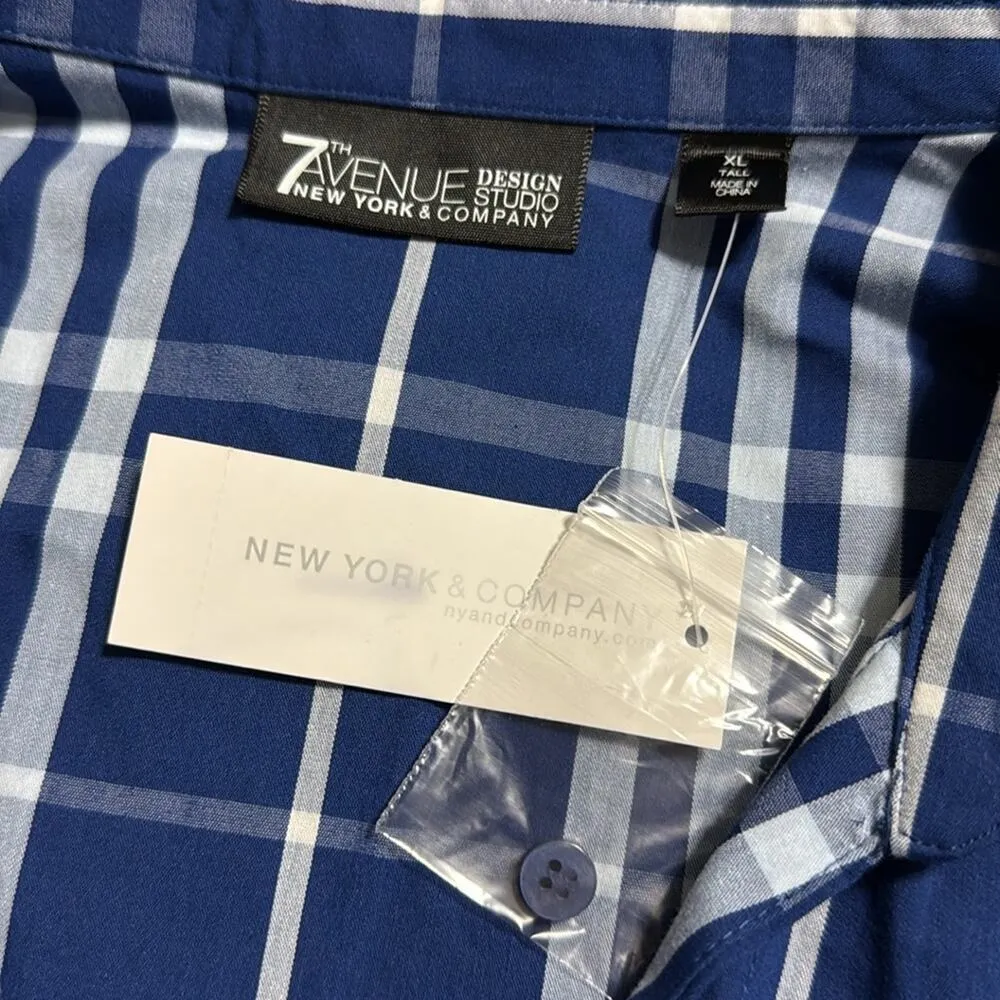 7TH AVENUE DESIGN STUDIO
NEW YORK & COMPANY
XL
TALL
MADE IN
CHINA
NEW YORK & COMPANY
nyandcompany.com